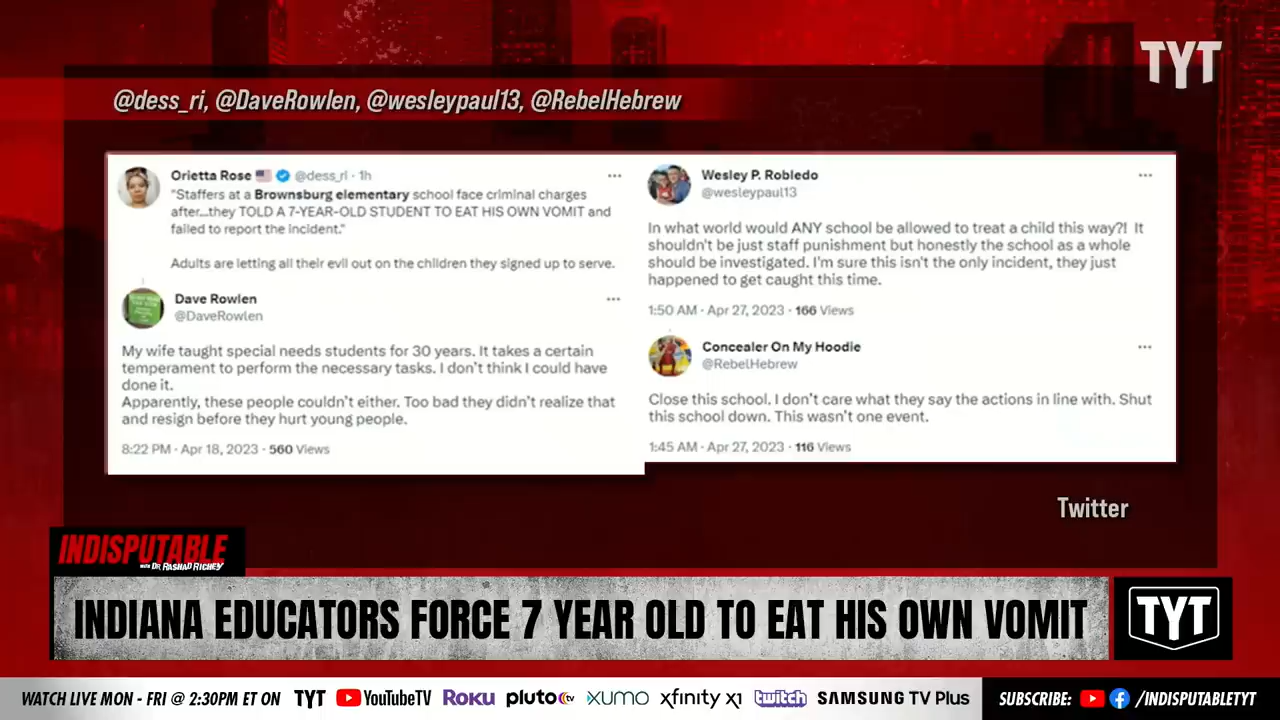 TYT
@dess_ri, @DaveRowlen, @wesleypaul13, @RebelHebrew
Orietta Rose @dess_ri · 1h
"Staffers at a Brownsburg elementary school face criminal charges
after...they TOLD A 7-YEAR-OLD STUDENT TO EAT HIS OWN VOMIT and
failed to report the incident."
Adults are letting all their evil out on the children they signed up to serve.
Dave Rowlen
@DaveRowlen
My wife taught special needs students for 30 years. It takes a certain
temperament to perform the necessary tasks. I don't think I could have
done it.
Apparently, these people couldn't either. Too bad they didn't realize that
and resign before they hurt young people.
8:22 PM · Apr 18, 2023 · 560 Views
Wesley P. Robledo
@wesleypaul13
In what world would ANY school be allowed to treat a child this way?! It
shouldn't be just staff punishment but honestly the school as a whole
should be investigated. I'm sure this isn't the only incident, they just
happened to get caught this time.
1:50 AM · Apr 27, 2023 · 166 Views
Concealer On My Hoodie
@RebelHebrew
Close this school. I don't care what they say the actions in line with. Shut
this school down. This wasn't one event.
1:45 AM · Apr 27, 2023 · 116 Views
Twitter
INDISPUTABLE
WITH DR. RASHAD RICHEY
INDIANA EDUCATORS FORCE 7 YEAR OLD TO EAT HIS OWN VOMIT
TYT
WATCH LIVE MON - FRI @ 2:30PM ET ON TYT YouTubeTV ROKU pluto tv xumo xfinity x1 twitch SAMSUNG TV Plus SUBSCRIBE: /INDISPUTABLETYT